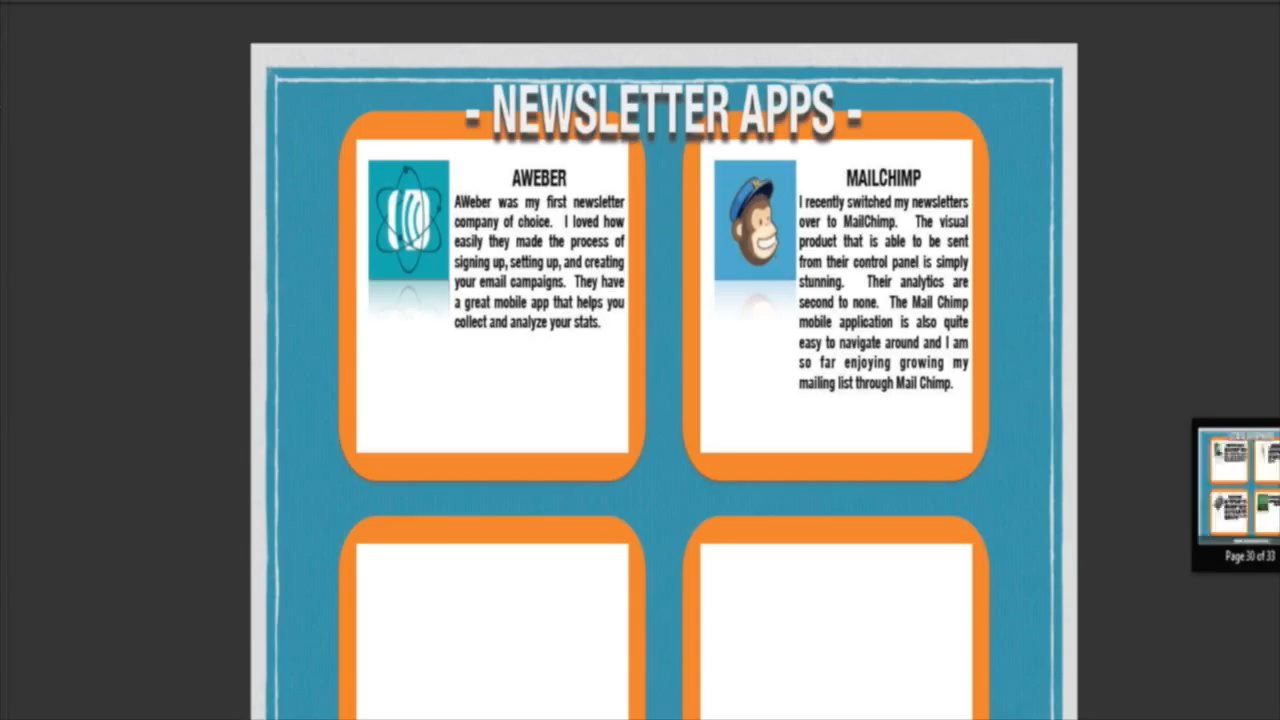 - NEWSLETTER APPS -
AWEBER
AWeber was my first newsletter
company of choice. I loved how
easily they made the process of
signing up, setting up, and creating
your email campaigns. They have
a great mobile app that helps you
collect and analyze your stats.
MAILCHIMP
I recently switched my newsletters
over to MailChimp. The visual
product that is able to be sent
from their control panel is simply
stunning. Their analytics are
second to none. The Mail Chimp
mobile application is also quite
easy to navigate around and I am
so far enjoying growing my
mailing list through Mail Chimp.
Page 30 of 33